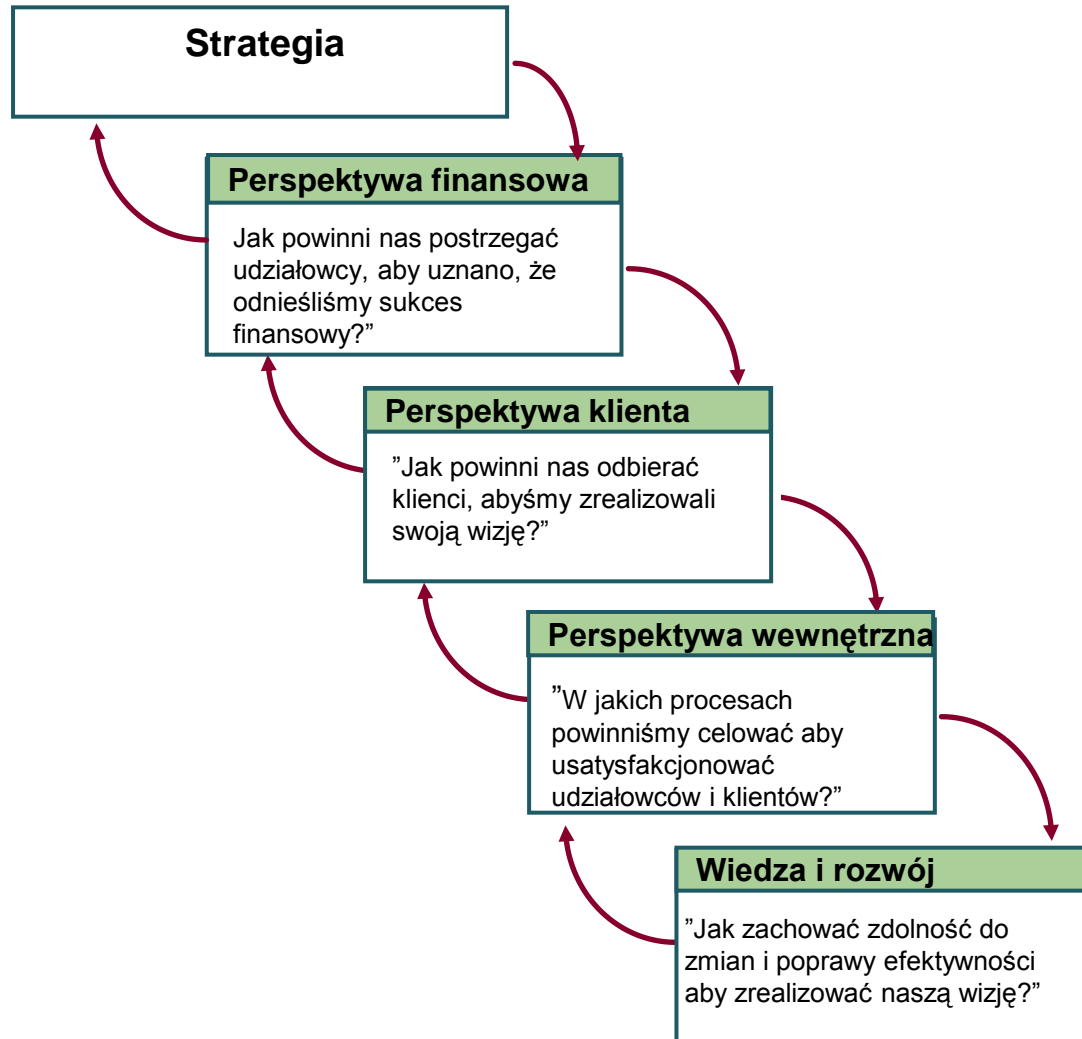 Strategia
Perspektywa finansowa
Jak powinni nas postrzegać
udziałowcy, aby uznano, że
odnieśliśmy sukces
finansowy?”
Perspektywa klienta
”Jak powinni nas odbierać
klienci, abyśmy zrealizowali
swoją wizję?”
Perspektywa wewnętrzna
”W jakich procesach
powinniśmy celować aby
usatysfakcjonować
udziałowców i klientów?”
Wiedza i rozwój
”Jak zachować zdolność do
zmian i poprawy efektywności
aby zrealizować naszą wizję?”